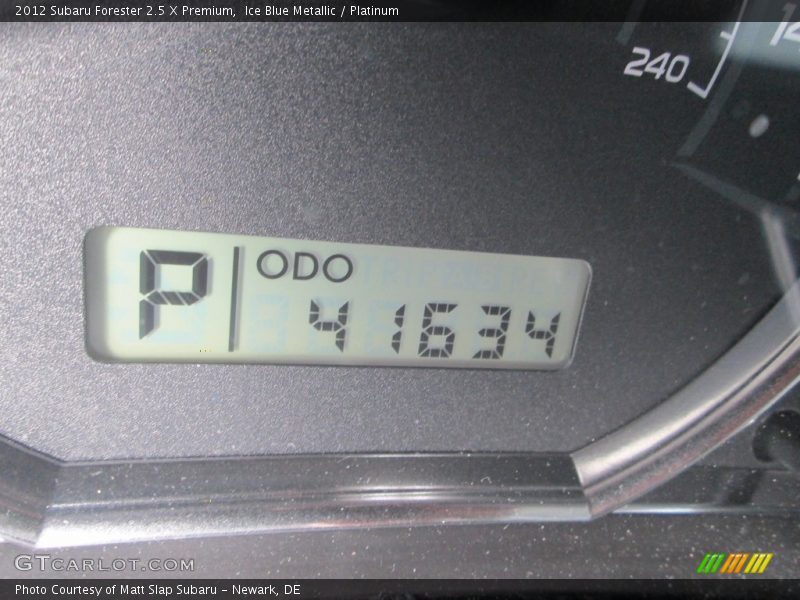 2012 Subaru Forester 2.5 X Premium,  Ice Blue Metallic / Platinum
240
P
ODO
41634
GTCARLOT.COM
Photo Courtesy of Matt Slap Subaru - Newark, DE